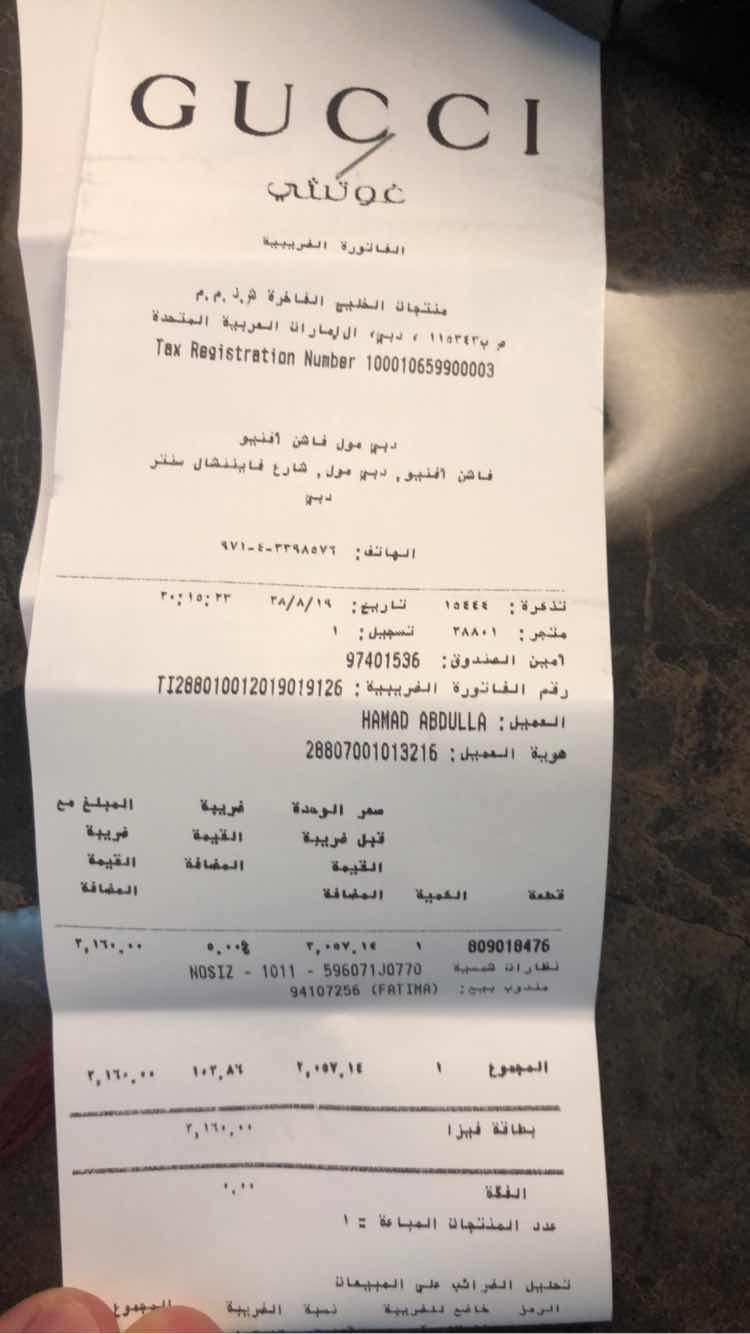 GUCCI
غوتشي
الفاتورة الضريبية
منتجات الخليج الفاخرة ش.ذ.م.م
ص ب١١٥٣٤٢ ، دبي، الإمارات العربية المتحدة
Tax Registration Number 100010659900003
دبي مول فاشن أفنيو
فاشن أفنيو, دبي مول, شارع فايننشال سنتر
دبي
الهاتف: ٩٧١-٤-٣٣٩٨٥٧٦
تذكرة: ١٥٤٤٤ تاريخ: ٢٨/٨/١٩ ٢٠:١٥:٢٣
متجر: ٢٨٨٠١ تسجيل: ١
أمين الصندوق: 97401536
رقم الفاتورة الضريبية: TI288010012019019126
العميل: HAMAD ABDULLA
هوية العميل: 28807001013216
سعر الوحدة ضريبة المبلغ مع
قبل ضريبة القيمة ضريبة
القيمة المضافة القيمة
قطعة الكمية المضافة المضافة
809018476 ١ ٢,٠٥٧,١٤ ٥,٠٠% ٢,١٦٠,٠٠
نظارات شمسية NOSIZ - 1011 - 596071J0770
مندوب بيع: 94107256 (FATIMA)
المجموع ١ ٢,٠٥٧,١٤ ١٠٢,٨٦ ٢,١٦٠,٠٠
بطاقة فيزا ٢,١٦٠,٠٠
الفكّة ٠,٠٠
عدد المنتجات المباعة = ١
تحليل الضرائب علي المبيعات
الرمز خاضع للضريبة نسبة الضريبة المجموع